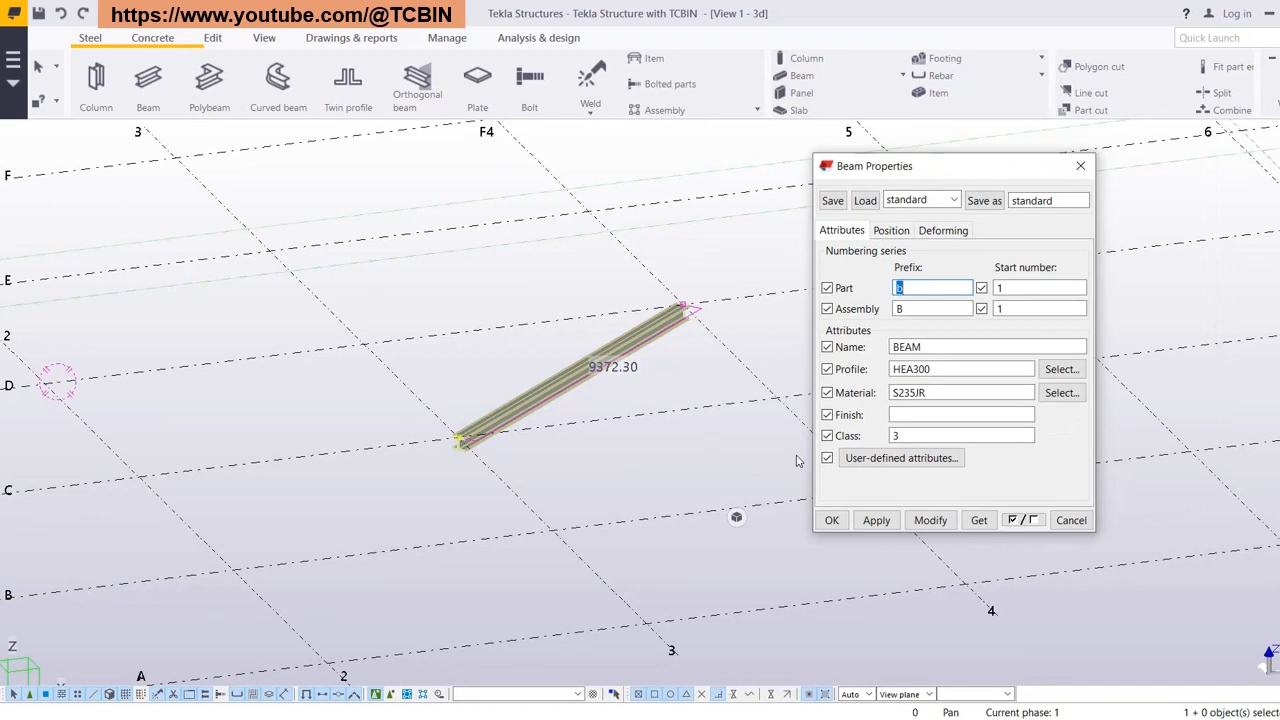 https://www.youtube.com/@TCBIN
Tekla Structures - Tekla Structure with TCBIN - [View 1 - 3d]
? Log in
Steel Concrete Edit View Drawings & reports Manage Analysis & design
Quick Launch
Column
Beam
Polybeam
Curved beam
Twin profile
Orthogonal
beam
Plate
Bolt
Weld
Item
Bolted parts
Assembly
Column
Beam
Panel
Slab
Footing
Rebar
Item
Polygon cut
Line cut
Part cut
Fit part e
Split
Combine
3
F4
5
6
F
E
2
D
C
B
A
2
3
4
9372.30
Z
Beam Properties
Save Load standard Save as standard
Attributes Position Deforming
Numbering series
Prefix: Start number:
Part b 1
Assembly B 1
Attributes
Name: BEAM
Profile: HEA300 Select...
Material: S235JR Select...
Finish:
Class: 3
User-defined attributes...
OK Apply Modify Get / Cancel
Auto View plane
0 Pan Current phase: 1 1 + 0 object(s) select